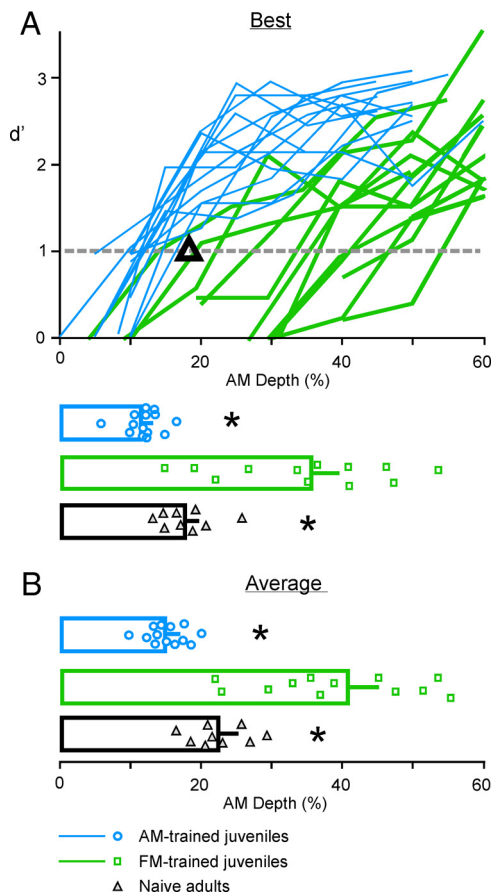 A
Best
3
d'
2
1
0
0 20 40 60
AM Depth (%)
*
*
B
Average
*
*
0 20 40 60
AM Depth (%)
AM-trained juveniles
FM-trained juveniles
Naive adults